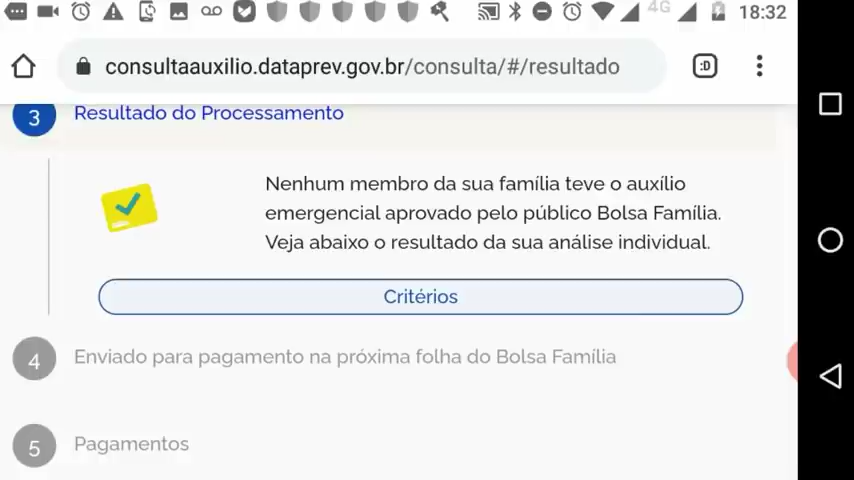 4G
18:32
consultaauxilio.dataprev.gov.br/consulta/#/resultado
:D
3
Resultado do Processamento
Nenhum membro da sua família teve o auxílio
emergencial aprovado pelo público Bolsa Família.
Veja abaixo o resultado da sua análise individual.
Critérios
4
Enviado para pagamento na próxima folha do Bolsa Família
5
Pagamentos